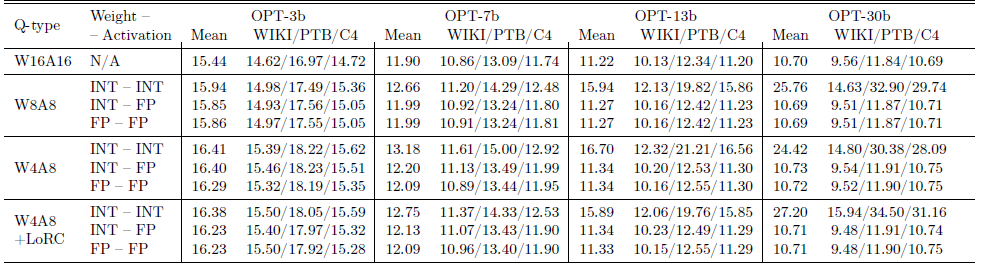 Q-type Weight – – Activation OPT-3b OPT-7b OPT-13b OPT-30b
Mean WIKI/PTB/C4 Mean WIKI/PTB/C4 Mean WIKI/PTB/C4 Mean WIKI/PTB/C4
W16A16 N/A 15.44 14.62/16.97/14.72 11.90 10.86/13.09/11.74 11.22 10.13/12.34/11.20 10.70 9.56/11.84/10.69
INT – INT 15.94 14.98/17.49/15.36 12.66 11.20/14.29/12.48 15.94 12.13/19.82/15.86 25.76 14.63/32.90/29.74
W8A8 INT – FP 15.85 14.93/17.56/15.05 11.99 10.92/13.24/11.80 11.27 10.16/12.42/11.23 10.69 9.51/11.87/10.71
FP – FP 15.86 14.97/17.55/15.05 11.99 10.91/13.24/11.81 11.27 10.16/12.42/11.23 10.69 9.51/11.87/10.71
INT – INT 16.41 15.39/18.22/15.62 13.18 11.61/15.00/12.92 16.70 12.32/21.21/16.56 24.42 14.80/30.38/28.09
W4A8 INT – FP 16.40 15.46/18.23/15.51 12.20 11.13/13.49/11.99 11.34 10.20/12.53/11.30 10.73 9.54/11.91/10.75
FP – FP 16.29 15.32/18.19/15.35 12.09 10.89/13.44/11.95 11.34 10.16/12.55/11.30 10.72 9.52/11.90/10.75
W4A8 INT – INT 16.38 15.50/18.05/15.59 12.75 11.37/14.33/12.53 15.89 12.06/19.76/15.85 27.20 15.94/34.50/31.16
+LoRC INT – FP 16.23 15.40/17.97/15.32 12.13 11.07/13.43/11.90 11.34 10.23/12.49/11.29 10.71 9.48/11.91/10.74
FP – FP 16.23 15.50/17.92/15.28 12.09 10.96/13.40/11.90 11.33 10.15/12.55/11.29 10.71 9.48/11.90/10.75